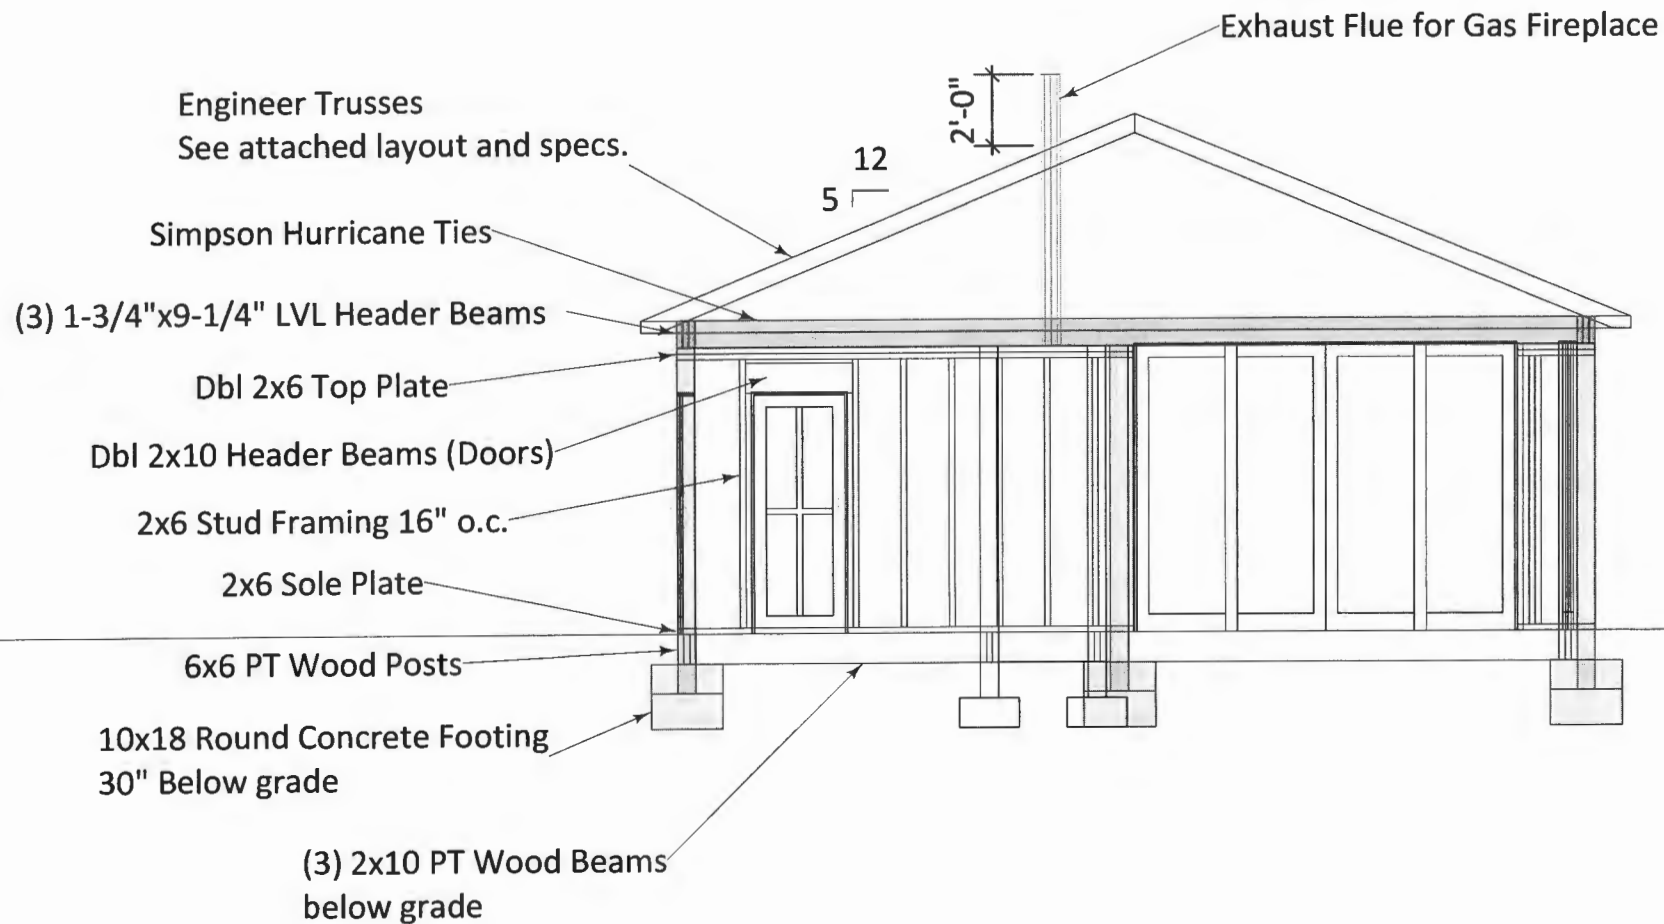 Exhaust Flue for Gas Fireplace
2'-0"
Engineer Trusses
See attached layout and specs.
12
5
Simpson Hurricane Ties
(3) 1-3/4"x9-1/4" LVL Header Beams
Dbl 2x6 Top Plate
Dbl 2x10 Header Beams (Doors)
2x6 Stud Framing 16" o.c.
2x6 Sole Plate
6x6 PT Wood Posts
10x18 Round Concrete Footing
30" Below grade
(3) 2x10 PT Wood Beams
below grade